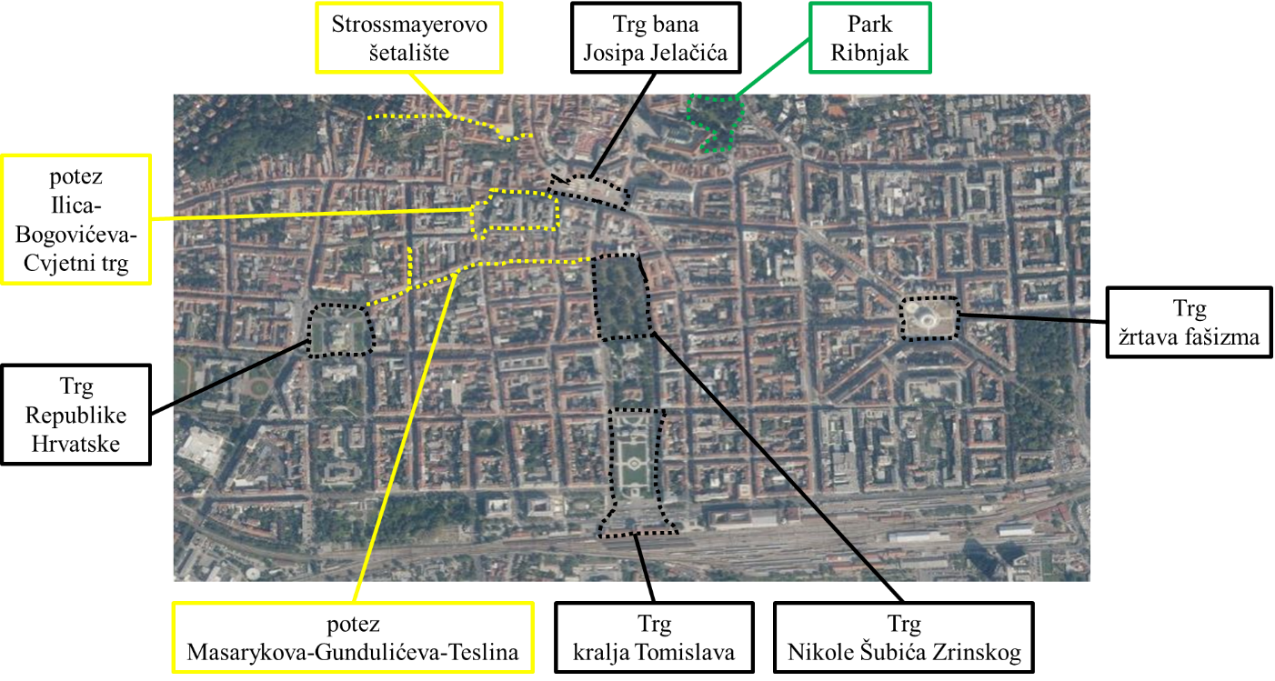 Strossmayerovo
šetalište
Trg bana
Josipa Jelačića
Park
Ribnjak
potez
Ilica-
Bogovićeva-
Cvjetni trg
Trg
žrtava fašizma
Trg
Republike
Hrvatske
potez
Masarykova-Gundulićeva-Teslina
Trg
kralja Tomislava
Trg
Nikole Šubića Zrinskog